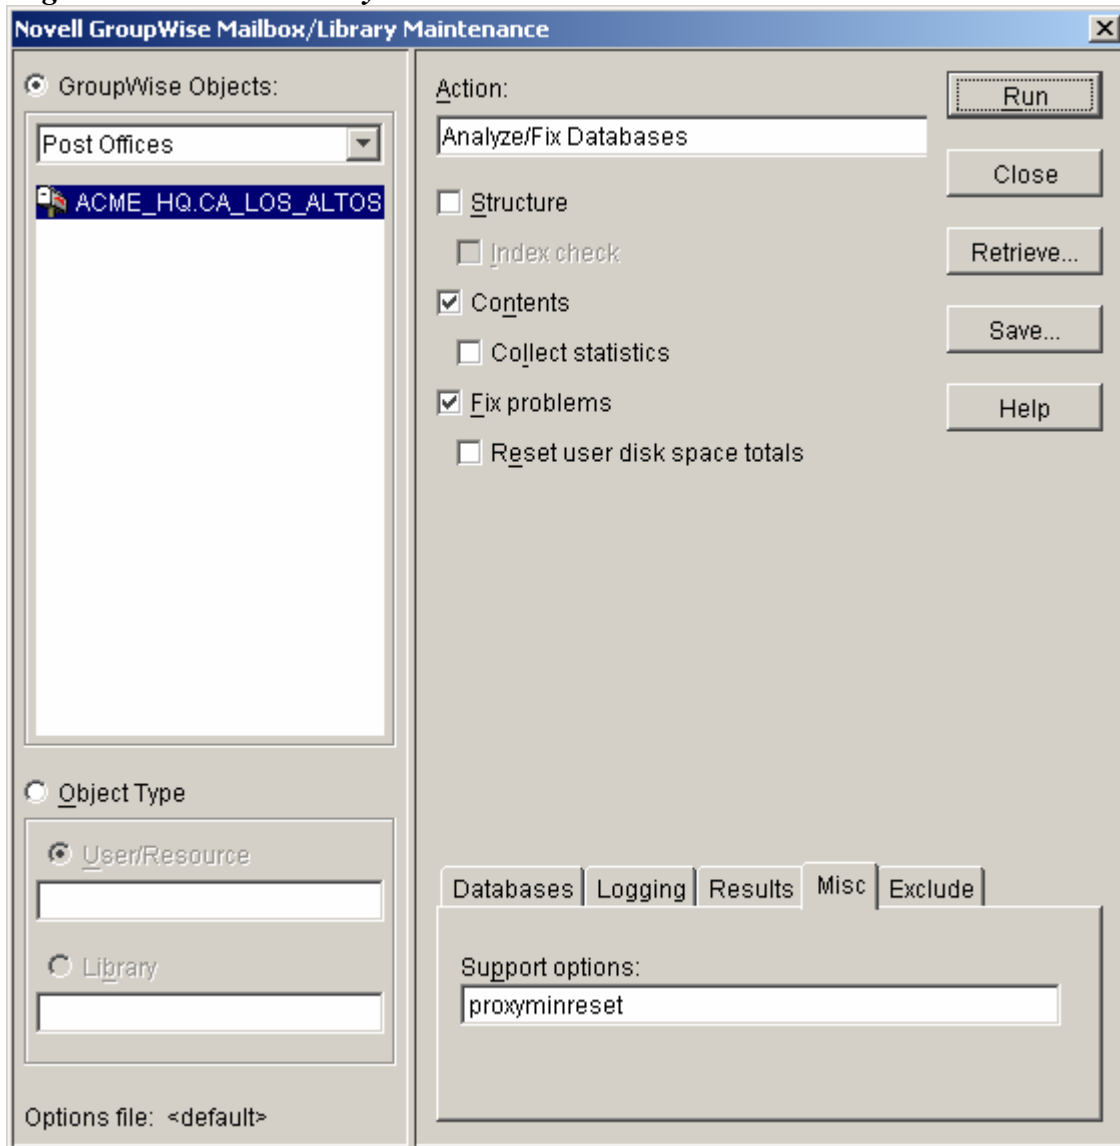 Novell GroupWise Mailbox/Library Maintenance
GroupWise Objects:
Post Offices
ACME_HQ.CA_LOS_ALTOS
Object Type
User/Resource
Library
Options file: <default>
Action:
Analyze/Fix Databases
Structure
Index check
Contents
Collect statistics
Fix problems
Reset user disk space totals
Run
Close
Retrieve...
Save...
Help
Databases Logging Results Misc Exclude
Support options:
proxyminreset